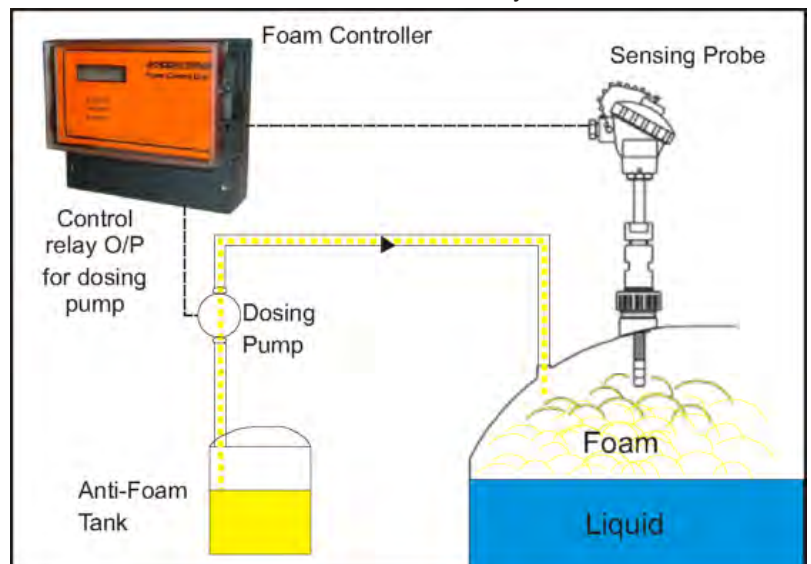 Foam Controller
Sensing Probe
Control
relay O/P
for dosing
pump
Dosing
Pump
Anti-Foam
Tank
Foam
Liquid